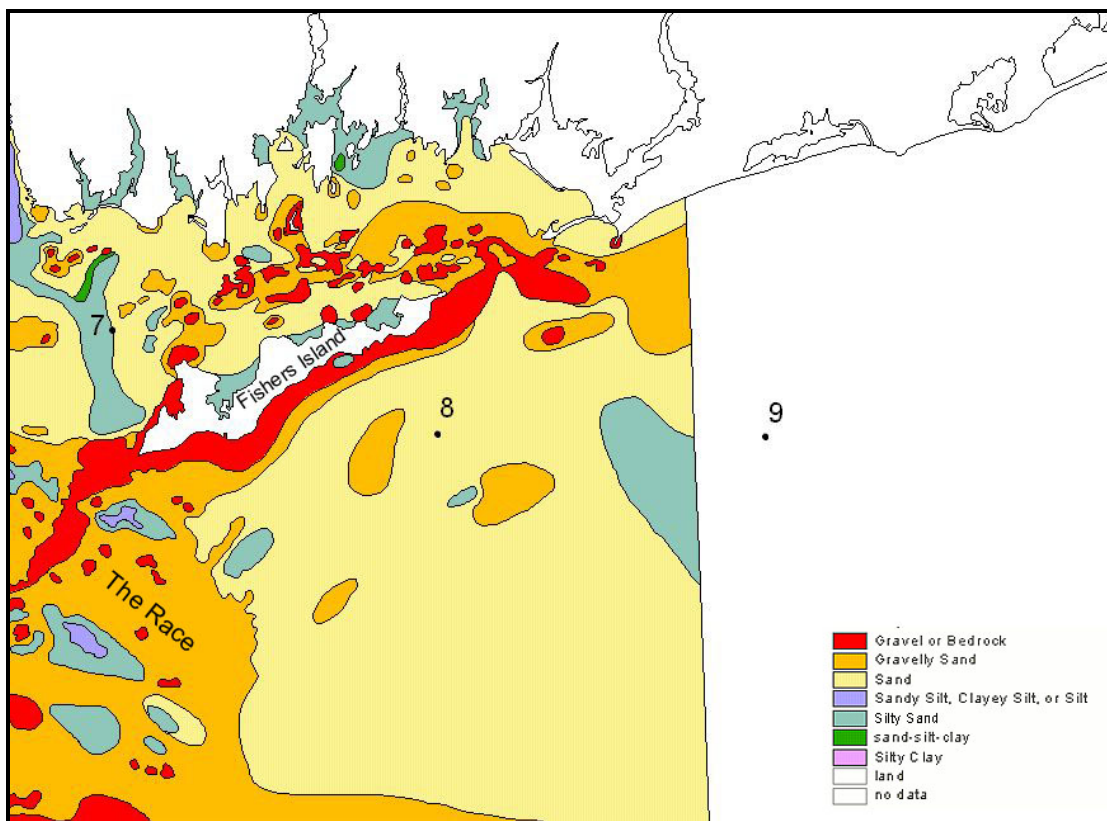 7
Fishers Island
8
9
The Race
Gravel or Bedrock
Gravelly Sand
Sand
Sandy Silt, Clayey Silt, or Silt
Silty Sand
sand-silt-clay
Silty Clay
land
no data